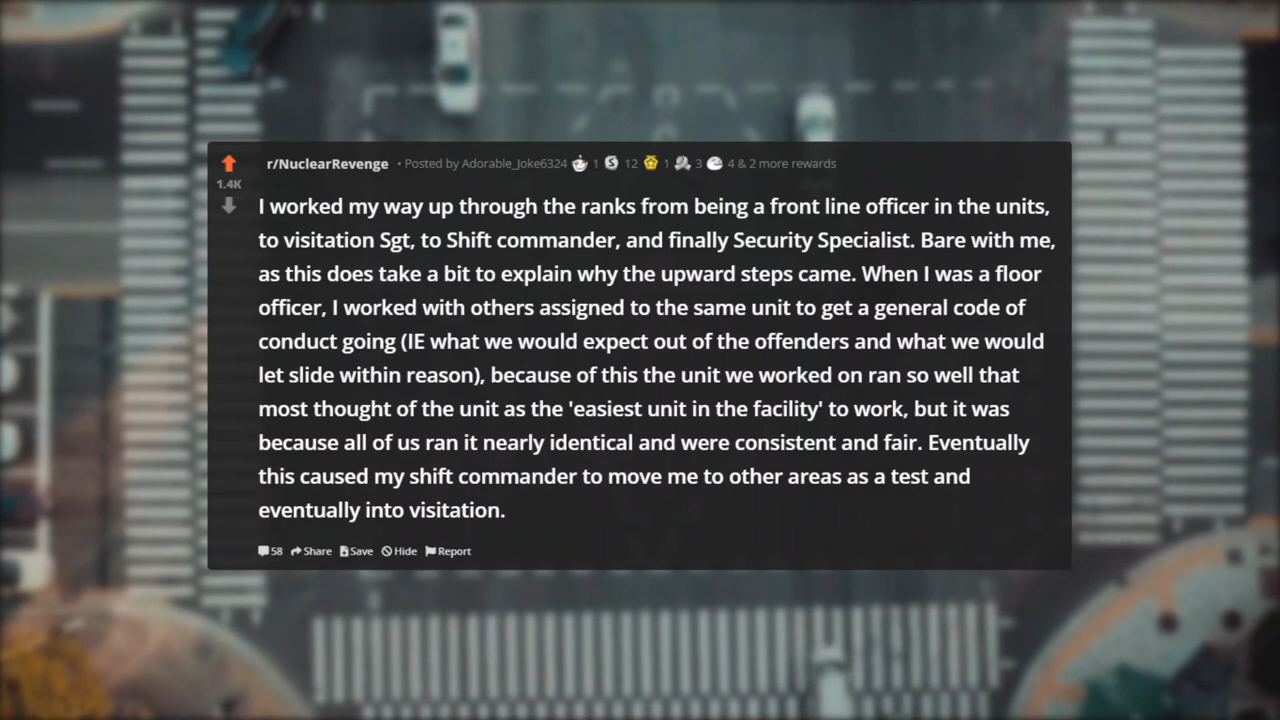 r/NuclearRevenge • Posted by Adorable_Joke6324 1 12 1 3 4 & 2 more rewards
1.4K
I worked my way up through the ranks from being a front line officer in the units,
to visitation Sgt, to Shift commander, and finally Security Specialist. Bare with me,
as this does take a bit to explain why the upward steps came. When I was a floor
officer, I worked with others assigned to the same unit to get a general code of
conduct going (IE what we would expect out of the offenders and what we would
let slide within reason), because of this the unit we worked on ran so well that
most thought of the unit as the 'easiest unit in the facility' to work, but it was
because all of us ran it nearly identical and were consistent and fair. Eventually
this caused my shift commander to move me to other areas as a test and
eventually into visitation.
58 Share Save Hide Report